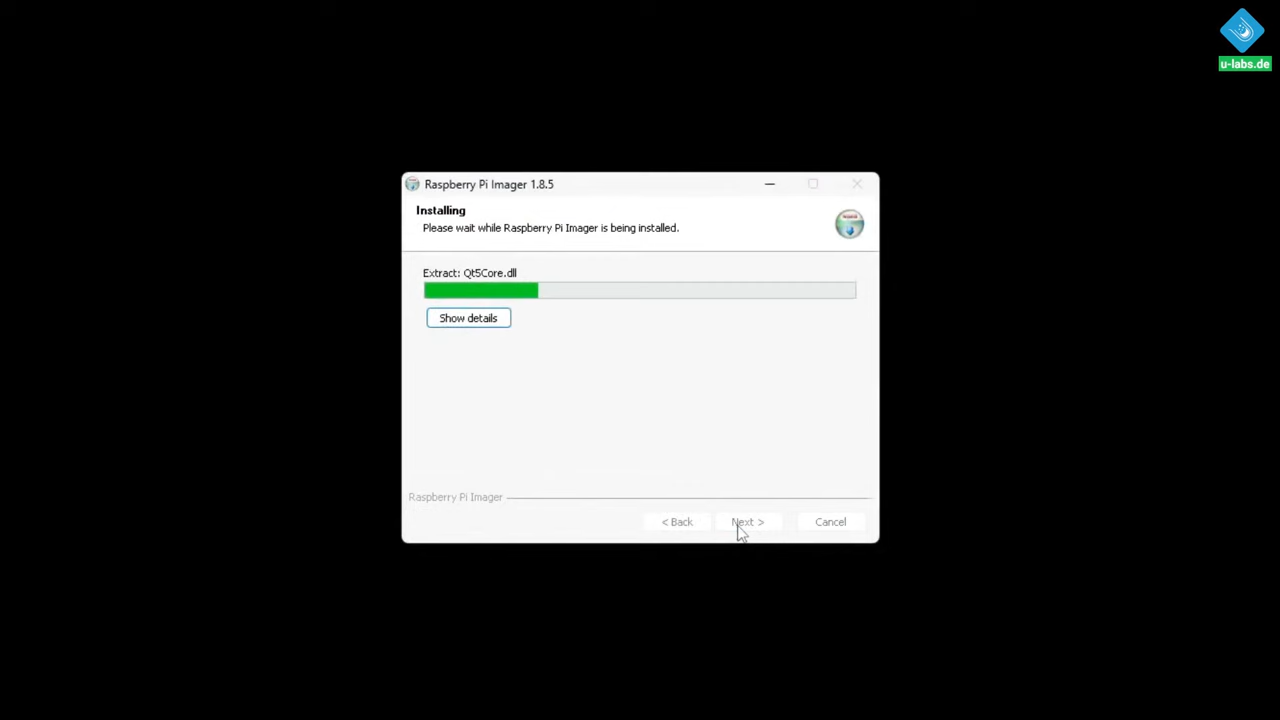 u-labs.de
Raspberry Pi Imager 1.8.5
Installing
Please wait while Raspberry Pi Imager is being installed.
Extract: Qt5Core.dll
Show details
Raspberry Pi Imager
< Back
Next >
Cancel